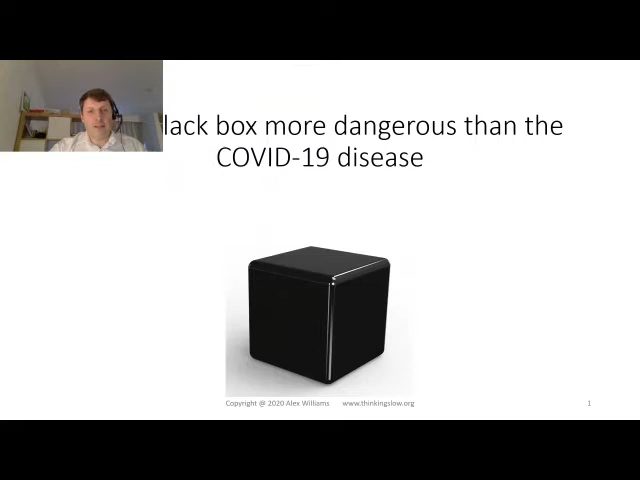 lack box more dangerous than the
COVID-19 disease
Copyright @ 2020 Alex Williams www.thinkingslow.org 1